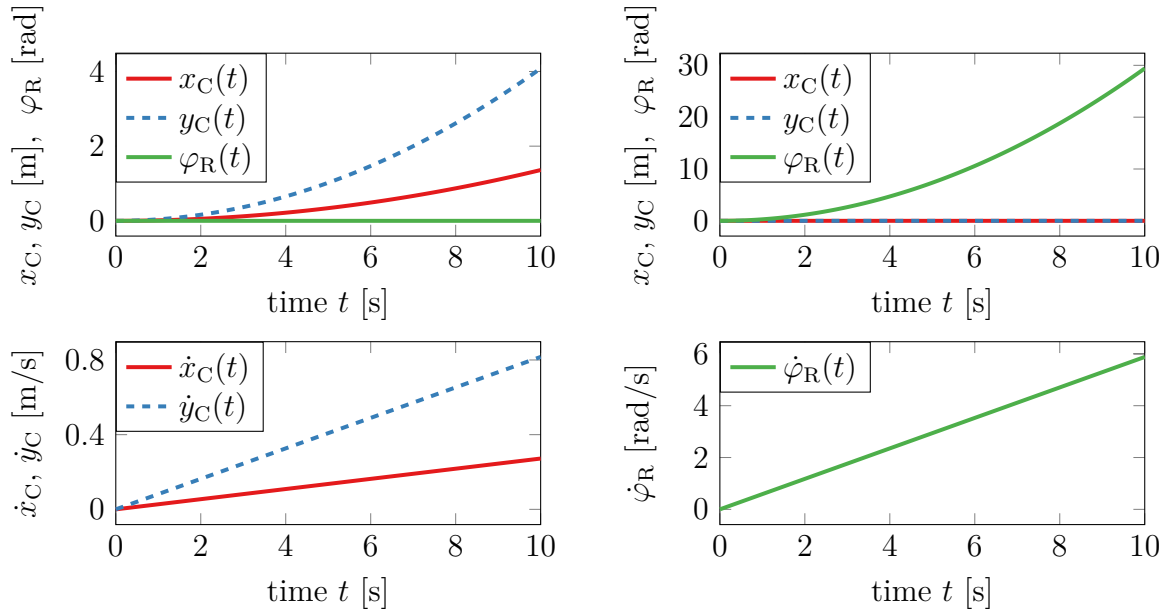 x_C, y_C [m], φ_R [rad]
4
2
0
x_C(t)
y_C(t)
φ_R(t)
0 2 4 6 8 10
time t [s]
x_C, y_C [m], φ_R [rad]
30
20
10
0
x_C(t)
y_C(t)
φ_R(t)
0 2 4 6 8 10
time t [s]
ẋ_C, ẏ_C [m/s]
0.8
0.4
0
ẋ_C(t)
ẏ_C(t)
0 2 4 6 8 10
time t [s]
φ̇_R [rad/s]
6
4
2
0
φ̇_R(t)
0 2 4 6 8 10
time t [s]